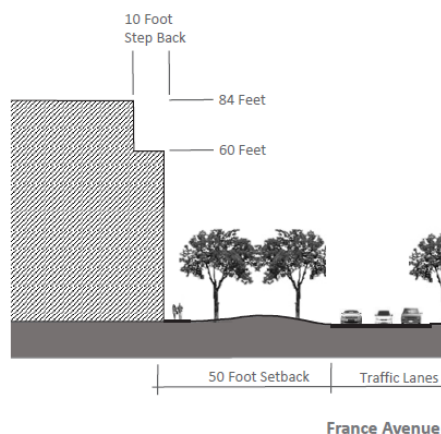 10 Foot
Step Back
84 Feet
60 Feet
50 Foot Setback
Traffic Lanes
France Avenue